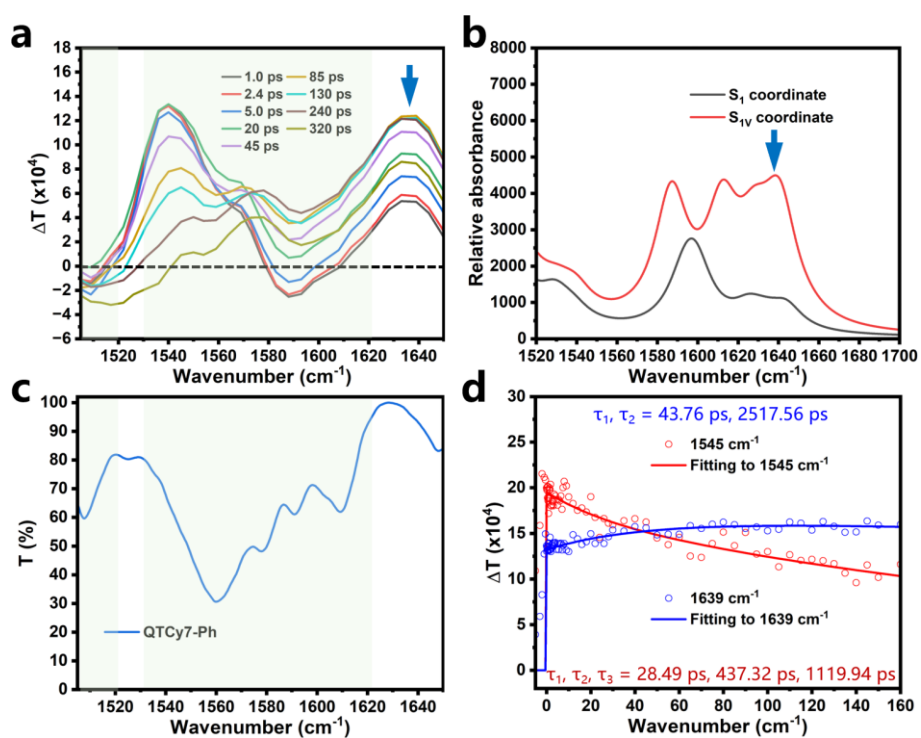 a
ΔT (x10⁴)
18
16
14
12
10
8
6
4
2
0
−2
−4
−6
1.0 ps
2.4 ps
5.0 ps
20 ps
45 ps
85 ps
130 ps
240 ps
320 ps
1520 1540 1560 1580 1600 1620 1640
Wavenumber (cm⁻¹)
b
Relative absorbance
8000
7000
6000
5000
4000
3000
2000
1000
0
S₁ coordinate
S₁ᵥ coordinate
1520 1540 1560 1580 1600 1620 1640 1660 1680 1700
Wavenumber (cm⁻¹)
c
T (%)
100
90
80
70
60
50
40
30
20
10
0
QTCy7-Ph
1520 1540 1560 1580 1600 1620 1640
Wavenumber (cm⁻¹)
d
ΔT (x10⁴)
30
25
20
15
10
5
0
τ₁, τ₂ = 43.76 ps, 2517.56 ps
1545 cm⁻¹
Fitting to 1545 cm⁻¹
1639 cm⁻¹
Fitting to 1639 cm⁻¹
τ₁, τ₂, τ₃ = 28.49 ps, 437.32 ps, 1119.94 ps
0 20 40 60 80 100 120 140 160
Wavenumber (cm⁻¹)